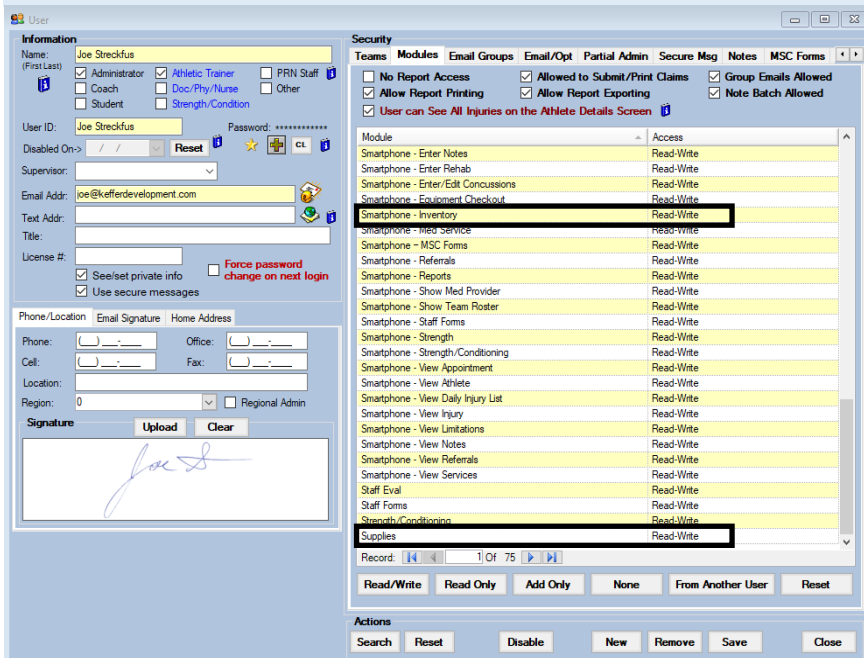 User
Information
Name: Joe Streckfus
(First Last)
Administrator Athletic Trainer PRN Staff
Coach Doc/Phy/Nurse Other
Student Strength/Condition
User ID: Joe Streckfus Password: ************
Disabled On-> / / Reset CL
Supervisor:
Email Addr: joe@kefferdevelopment.com
Text Addr:
Title:
License #:
See/set private info
Use secure messages
Force password
change on next login
Phone/Location Email Signature Home Address
Phone: (__) __-____ Office: (__) __-____
Cell: (__) __-____ Fax: (__) __-____
Location:
Region: 0 Regional Admin
Signature Upload Clear
Security
Teams Modules Email Groups Email/Opt Partial Admin Secure Msg Notes MSC Forms
No Report Access Allowed to Submit/Print Claims Group Emails Allowed
Allow Report Printing Allow Report Exporting Note Batch Allowed
User can See All Injuries on the Athlete Details Screen
Module Access
Smartphone - Enter Notes Read-Write
Smartphone - Enter Rehab Read-Write
Smartphone - Enter/Edit Concussions Read-Write
Smartphone - Equipment Checkout Read-Write
Smartphone - Inventory Read-Write
Smartphone - Med Service Read-Write
Smartphone – MSC Forms Read-Write
Smartphone - Referrals Read-Write
Smartphone - Reports Read-Write
Smartphone - Show Med Provider Read-Write
Smartphone - Show Team Roster Read-Write
Smartphone - Staff Forms Read-Write
Smartphone - Strength Read-Write
Smartphone - Strength/Conditioning Read-Write
Smartphone - View Appointment Read-Write
Smartphone - View Athlete Read-Write
Smartphone - View Daily Injury List Read-Write
Smartphone - View Injury Read-Write
Smartphone - View Limitations Read-Write
Smartphone - View Notes Read-Write
Smartphone - View Referrals Read-Write
Smartphone - View Services Read-Write
Staff Eval Read-Write
Staff Forms Read-Write
Strength/Conditioning Read-Write
Supplies Read-Write
Record: 1 Of 75
Read/Write Read Only Add Only None From Another User Reset
Actions
Search Reset Disable New Remove Save Close